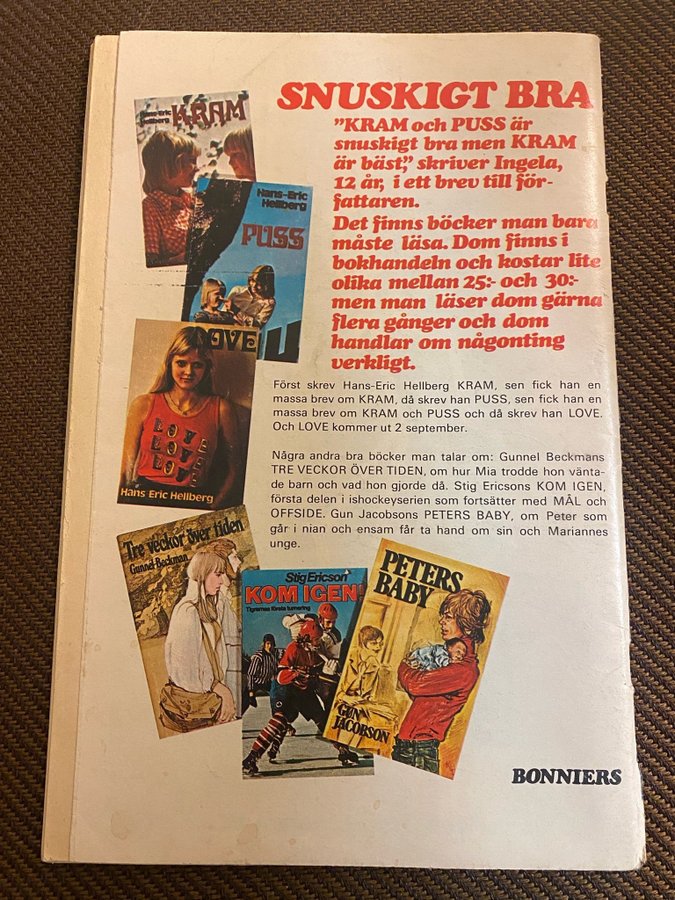 SNUSKIGT BRA
"KRAM och PUSS är
snuskigt bra men KRAM
är bäst," skriver Ingela,
12 år, i ett brev till för-
fattaren.
Det finns böcker man bara
måste läsa. Dom finns i
bokhandeln och kostar lite
olika mellan 25:- och 30:-
men man läser dom gärna
flera gånger och dom
handlar om någonting
verkligt.
Först skrev Hans-Eric Hellberg KRAM, sen fick han en
massa brev om KRAM, då skrev han PUSS, sen fick han en
massa brev om KRAM och PUSS och då skrev han LOVE.
Och LOVE kommer ut 2 september.
Några andra bra böcker man talar om: Gunnel Beckmans
TRE VECKOR ÖVER TIDEN, om hur Mia trodde hon vänta-
de barn och vad hon gjorde då. Stig Ericsons KOM IGEN,
första delen i ishockeyserien som fortsätter med MÅL och
OFFSIDE. Gun Jacobsons PETERS BABY, om Peter som
går i nian och ensam får ta hand om sin och Mariannes
unge.
Hans-Eric
Hellberg
KRAM
Hans-Eric
Hellberg
PUSS
LOVE
LOVE
LOVE
LOVE
Hans Eric Hellberg
Tre veckor över tiden
Gunnel Beckman
Stig Ericson
KOM IGEN
Tigrarnas första turnering
PETERS
BABY
GUN
JACOBSON
BONNIERS